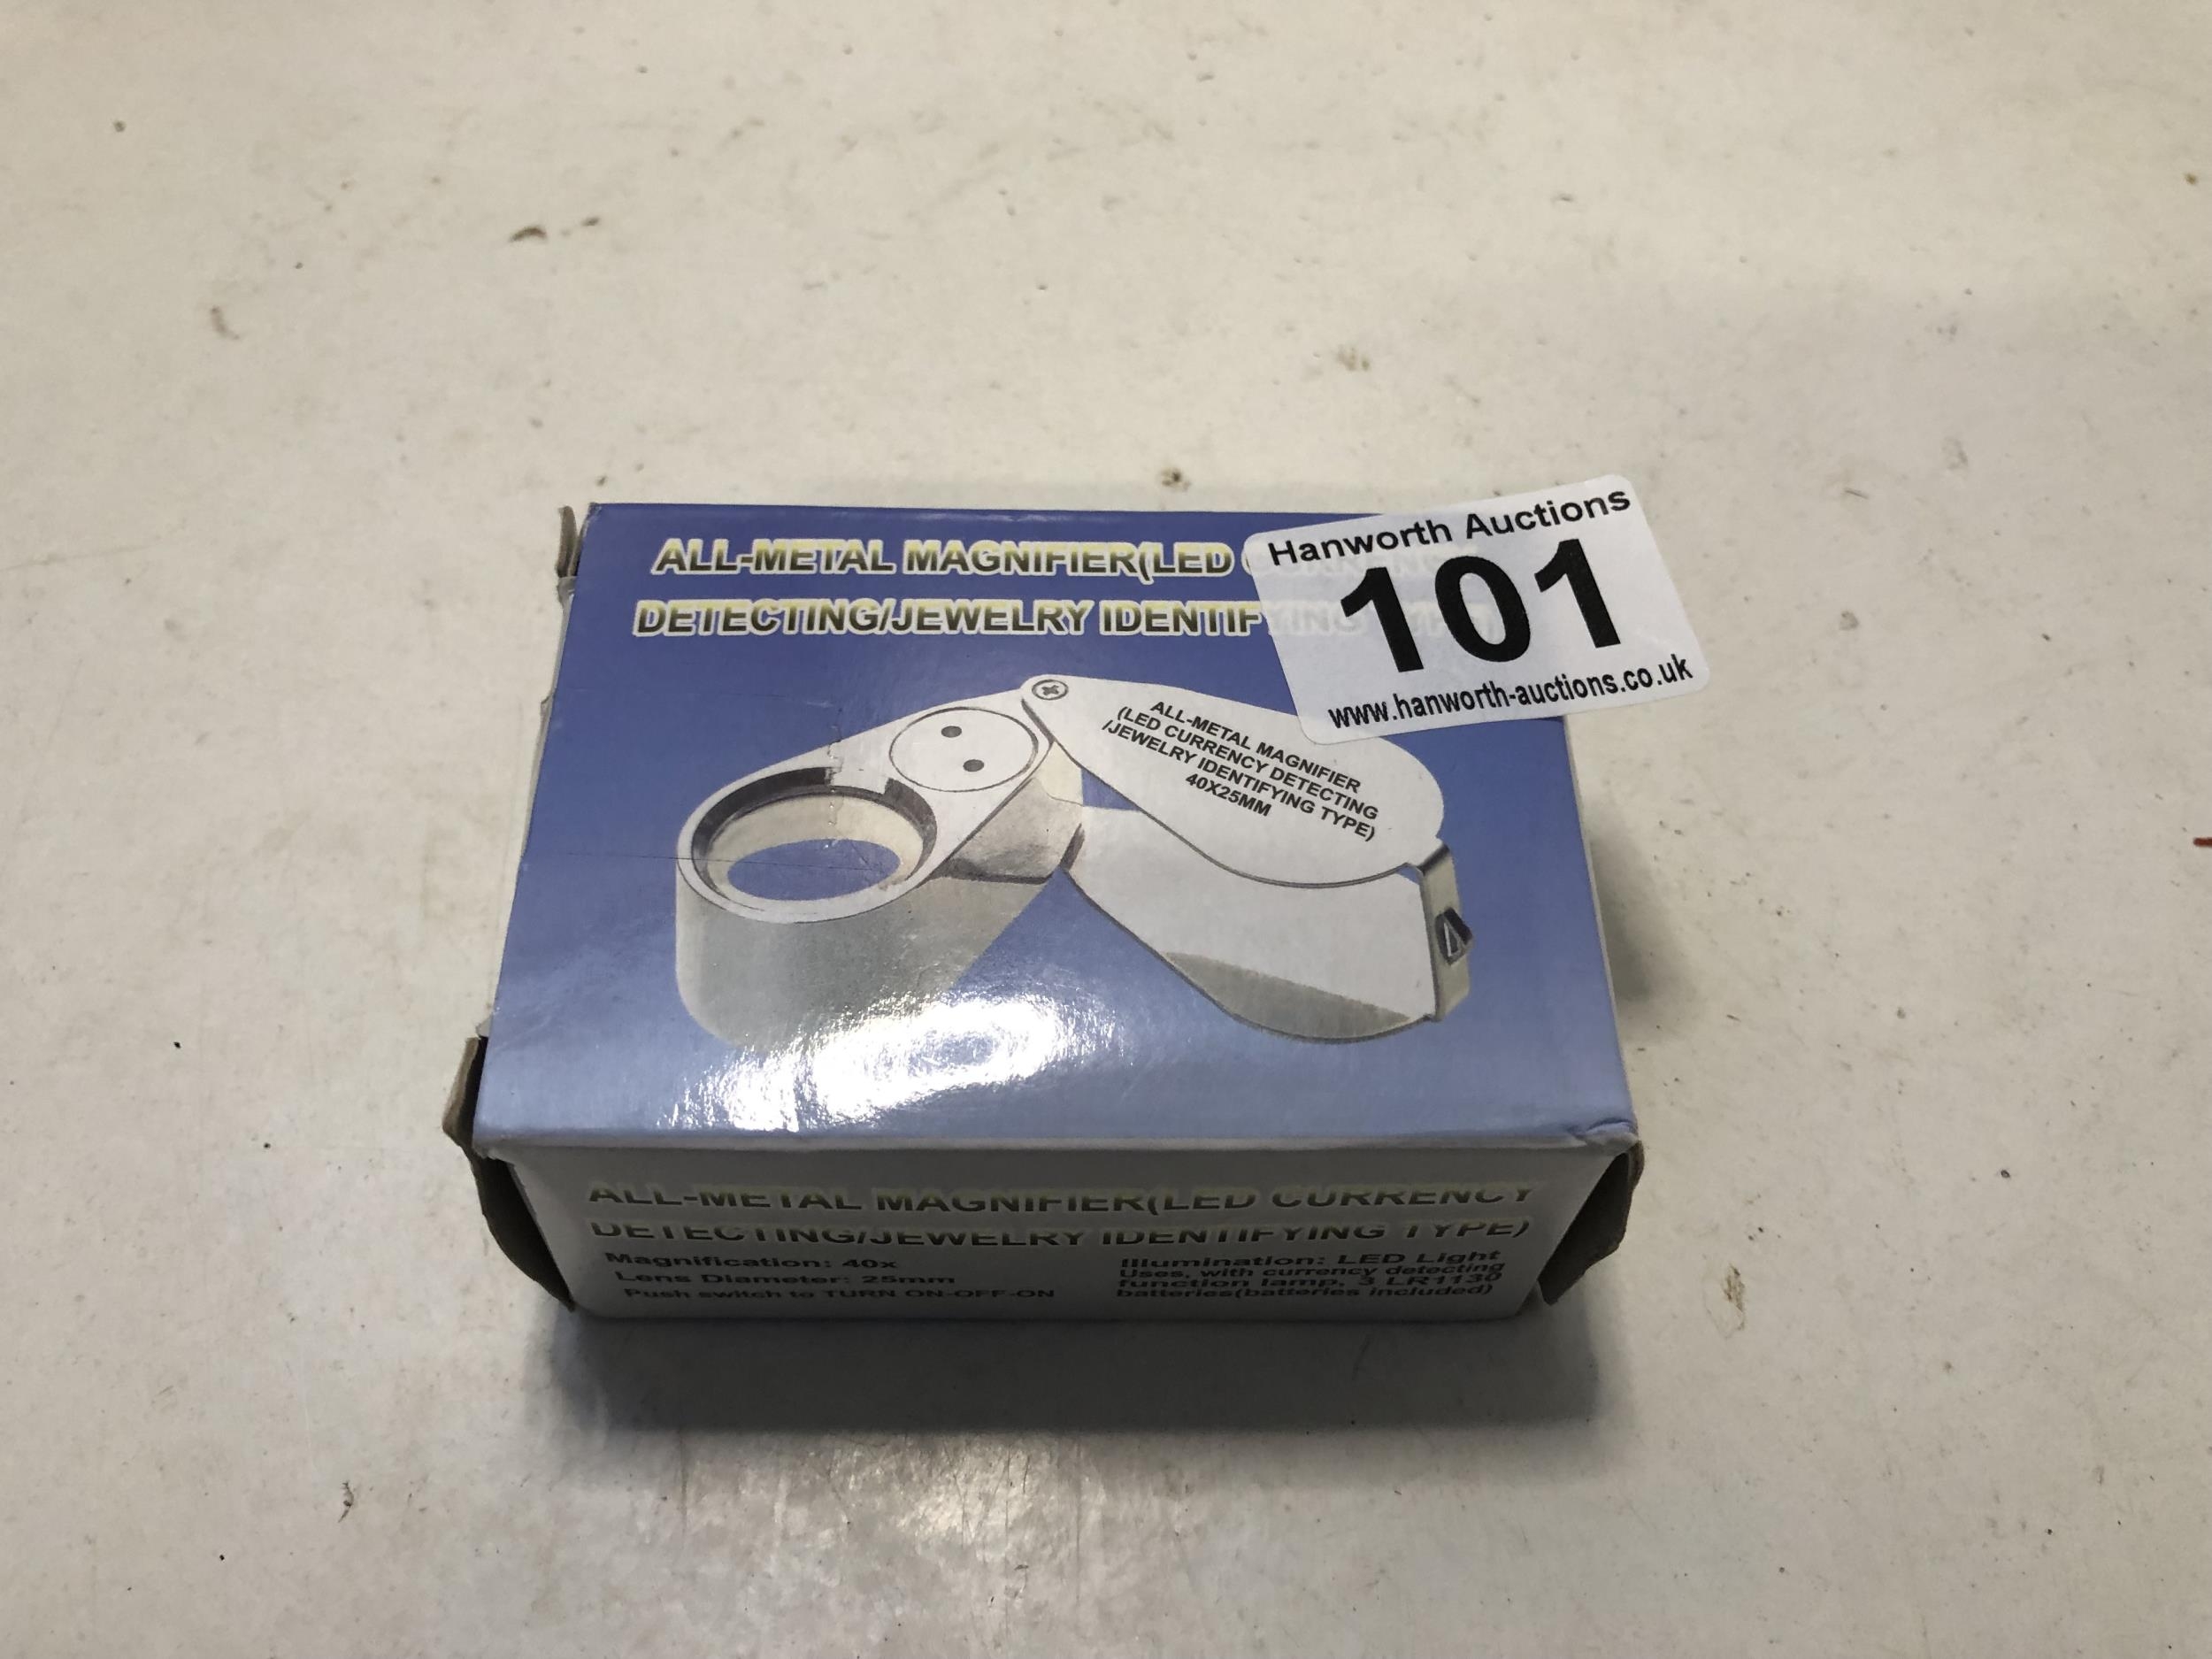 ALL-METAL MAGNIFIER(LED
DETECTING/JEWELRY IDENTIFYING TYPE)
Hanworth Auctions
101
www.hanworth-auctions.co.uk
ALL-METAL MAGNIFIER
(LED CURRENCY DETECTING
/JEWELRY IDENTIFYING TYPE)
40X25MM
ALL-METAL MAGNIFIER(LED CURRENCY
DETECTING/JEWELRY IDENTIFYING TYPE)
Magnification: 40x
Lens Diameter: 25mm
Push switch to TURN ON-OFF-ON
Illumination: LED Light
Uses, with currency detecting
function lamp, 3 LR1130
batteries(batteries included)